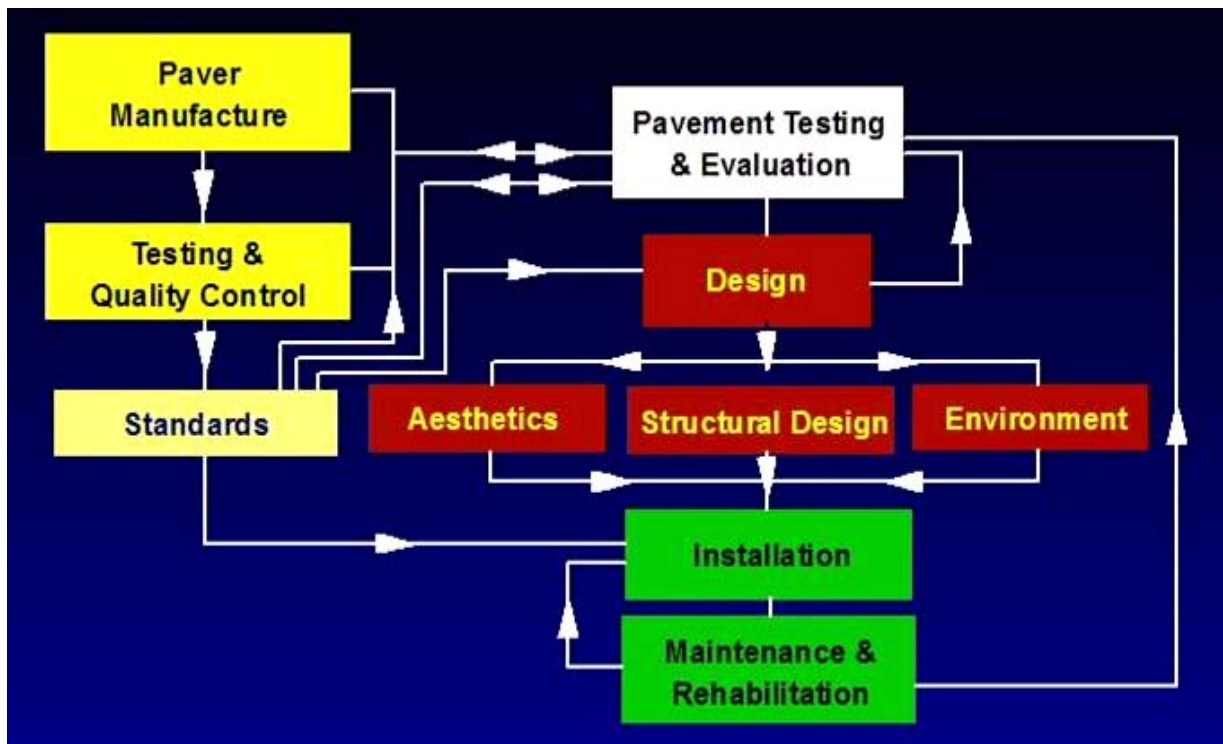 Paver
Manufacture
Pavement Testing
& Evaluation
Testing &
Quality Control
Design
Standards
Aesthetics
Structural Design
Environment
Installation
Maintenance &
Rehabilitation